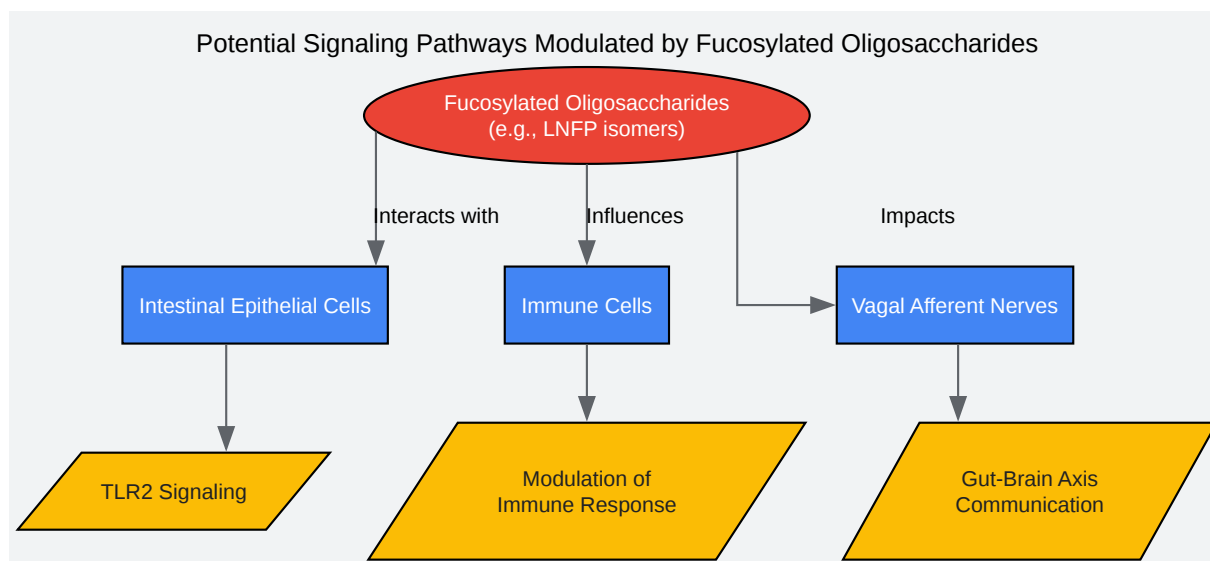 Potential Signaling Pathways Modulated by Fucosylated Oligosaccharides
Fucosylated Oligosaccharides
(e.g., LNFP isomers)
Interacts with
Influences
Impacts
Intestinal Epithelial Cells
Immune Cells
Vagal Afferent Nerves
TLR2 Signaling
Modulation of
Immune Response
Gut-Brain Axis
Communication